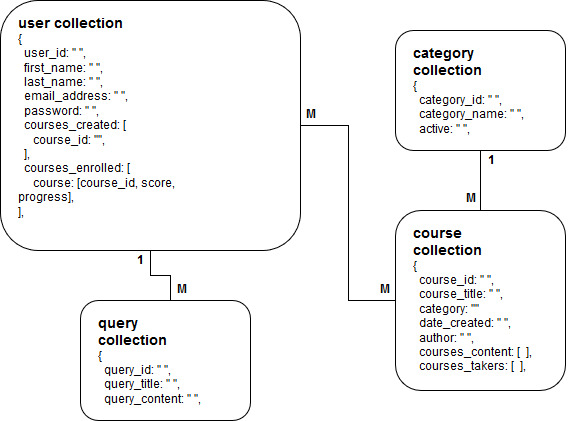 user collection
{
user_id: " ",
first_name: " ",
last_name: " ",
email_address: " ",
password: " ",
courses_created: [
course_id: "",
],
courses_enrolled: [
course: [course_id, score,
progress],
],
M
category
collection
{
category_id: " ",
category_name: " ",
active: " ",
1
M
course
collection
{
course_id: " ",
course_title: " ",
category: ""
date_created: " ",
author: " ",
courses_content: [ ],
courses_takers: [ ],
M
1
M
query
collection
{
query_id: " ",
query_title: " ",
query_content: " ",